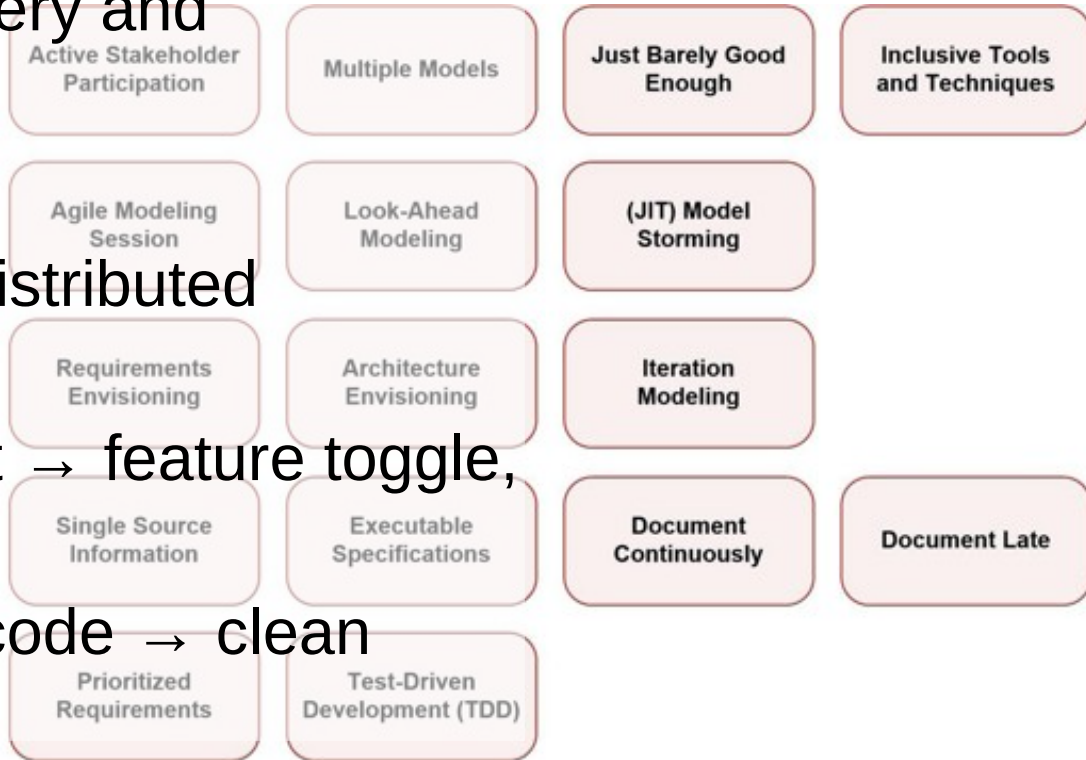 ery and
Active Stakeholder
Participation
Multiple Models
Just Barely Good
Enough
Inclusive Tools
and Techniques
Agile Modeling
Session
Look-Ahead
Modeling
(JIT) Model
Storming
istributed
Requirements
Envisioning
Architecture
Envisioning
Iteration
Modeling
→ feature toggle,
Single Source
Information
Executable
Specifications
Document
Continuously
Document Late
code → clean
Prioritized
Requirements
Test-Driven
Development (TDD)